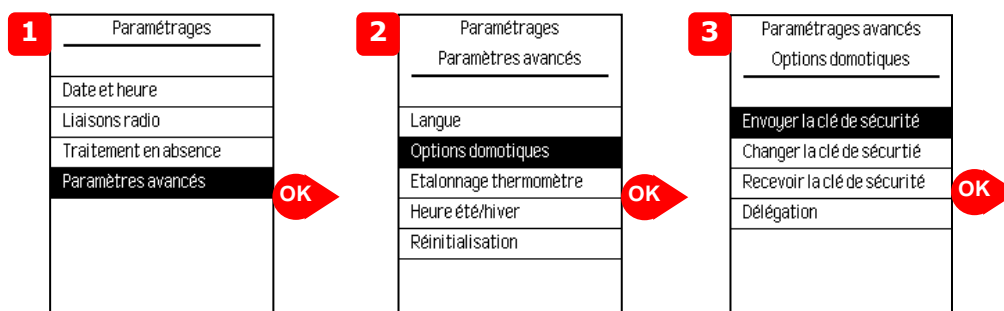 1
Paramétrages
Date et heure
Liaisons radio
Traitement en absence
Paramètres avancés
OK
2
Paramétrages
Paramètres avancés
Langue
Options domotiques
Etalonnage thermomètre
Heure été/hiver
Réinitialisation
OK
3
Paramétrages avancés
Options domotiques
Envoyer la clé de sécurité
Changer la clé de sécurtié
Recevoir la clé de sécurité
Délégation
OK